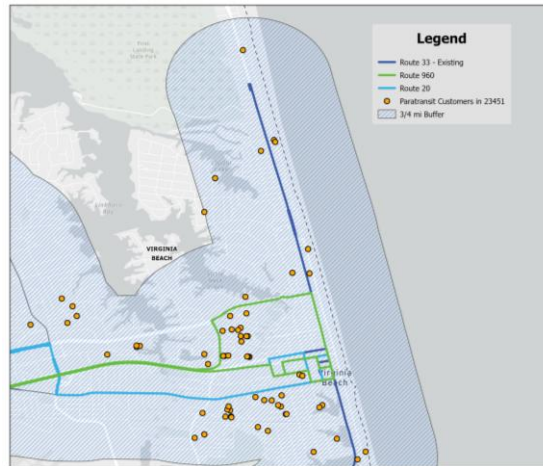 Legend
Route 33 - Existing
Route 960
Route 20
Paratransit Customers in 23451
3/4 mi Buffer
VIRGINIA
BEACH
Virginia
Beach